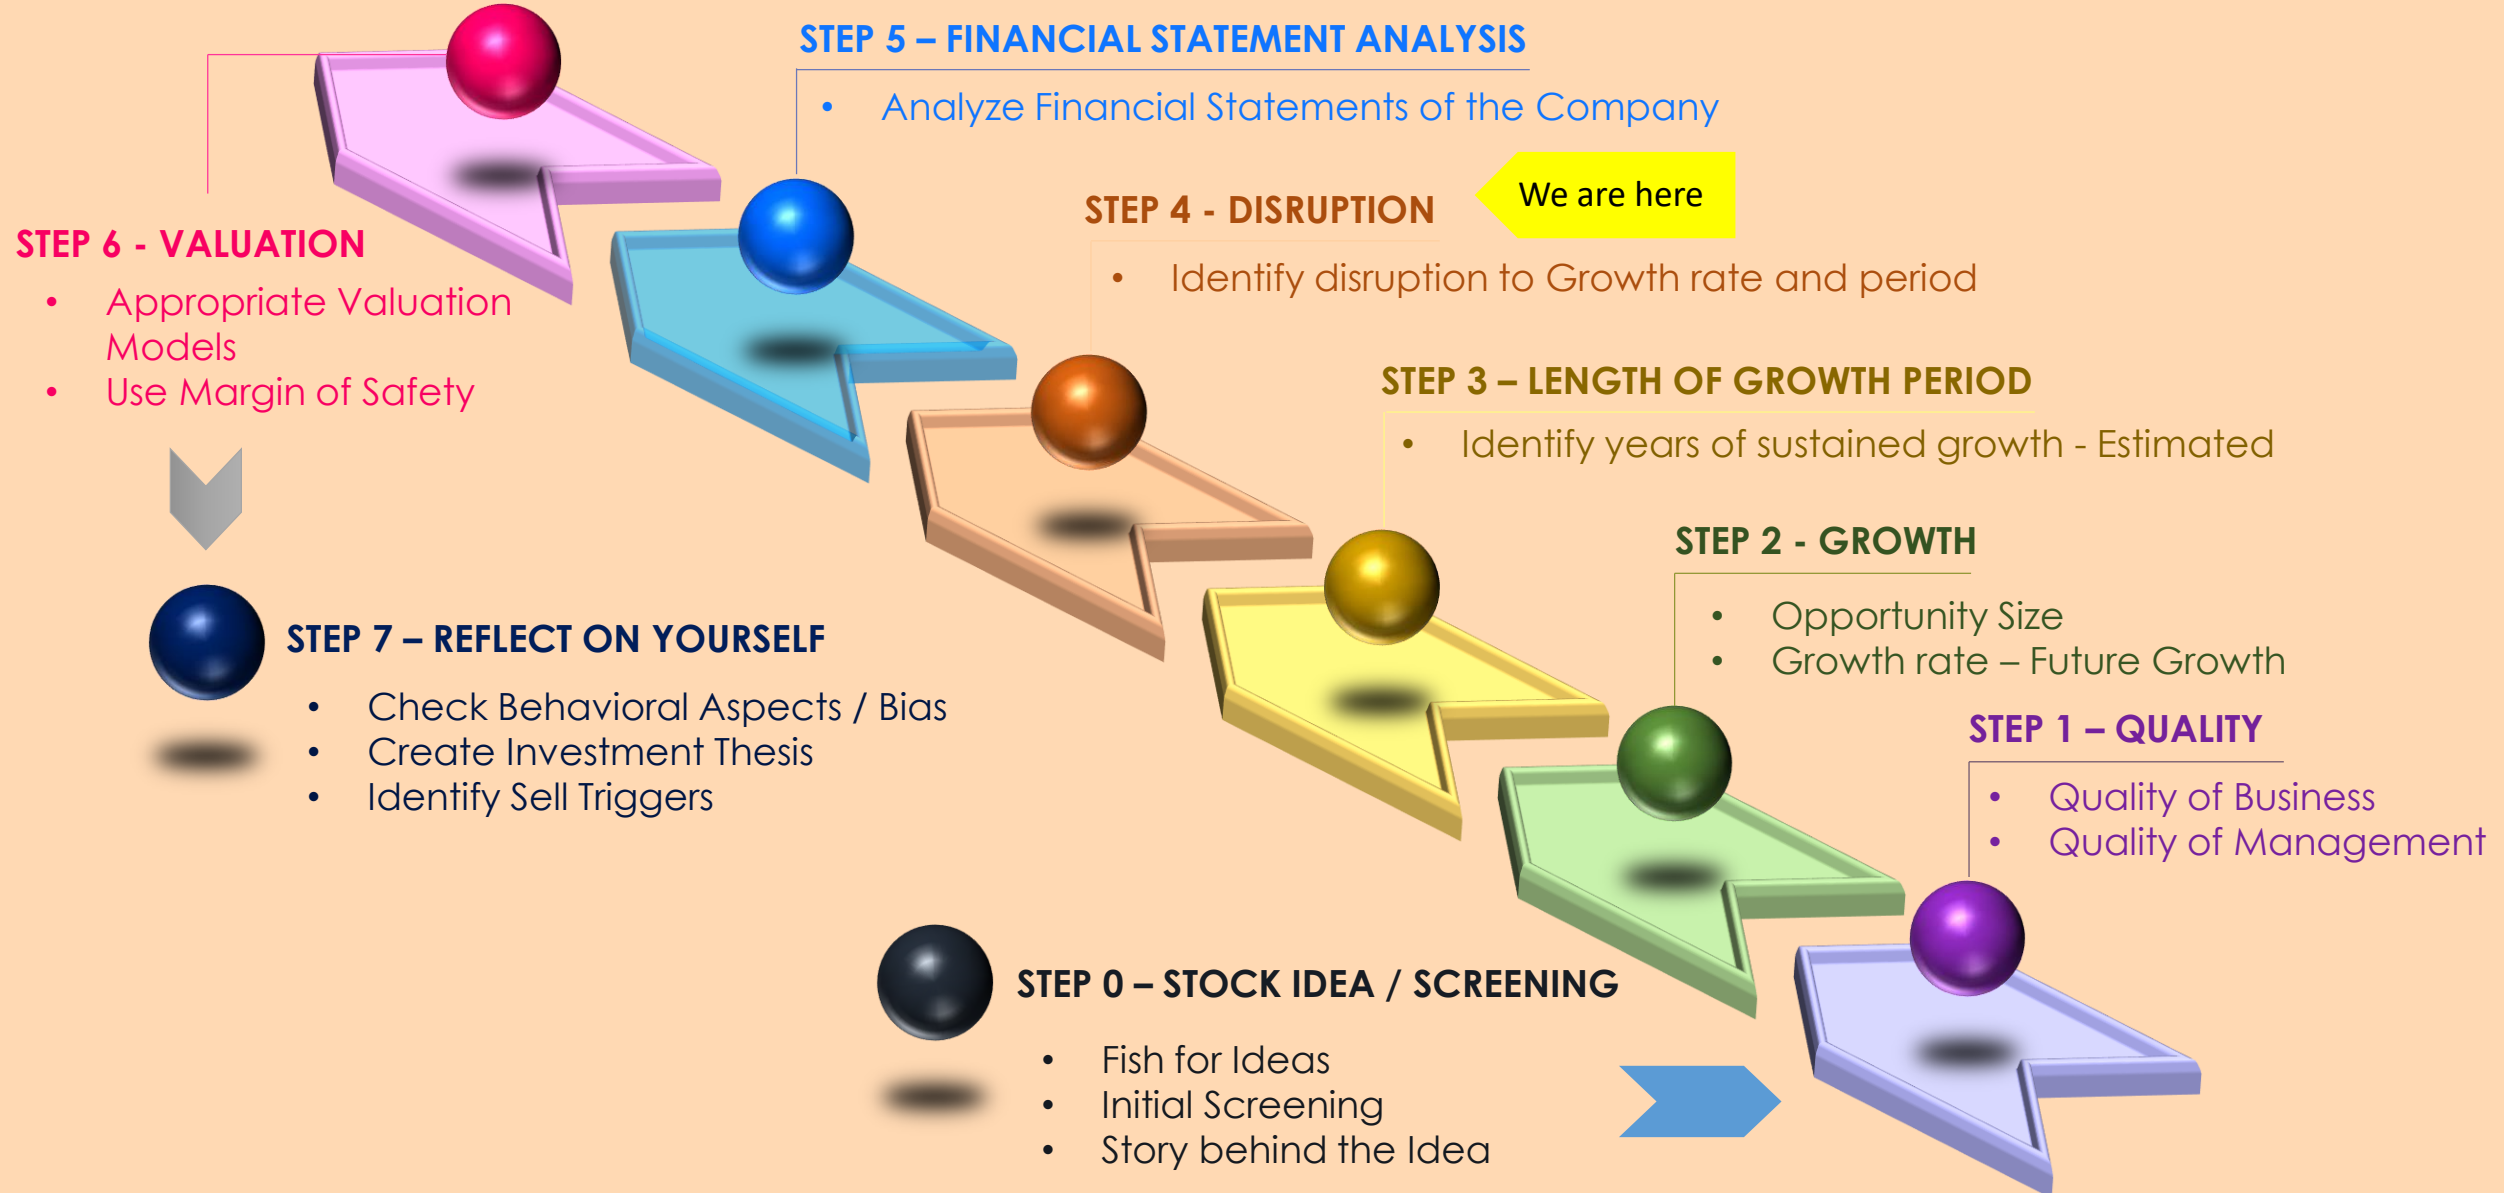 STEP 5 – FINANCIAL STATEMENT ANALYSIS
• Analyze Financial Statements of the Company
We are here
STEP 4 - DISRUPTION
• Identify disruption to Growth rate and period
STEP 6 - VALUATION
• Appropriate Valuation
Models
• Use Margin of Safety
STEP 3 – LENGTH OF GROWTH PERIOD
• Identify years of sustained growth - Estimated
STEP 2 - GROWTH
• Opportunity Size
• Growth rate – Future Growth
STEP 7 – REFLECT ON YOURSELF
• Check Behavioral Aspects / Bias
• Create Investment Thesis
• Identify Sell Triggers
STEP 1 – QUALITY
• Quality of Business
• Quality of Management
STEP 0 – STOCK IDEA / SCREENING
• Fish for Ideas
• Initial Screening
• Story behind the Idea